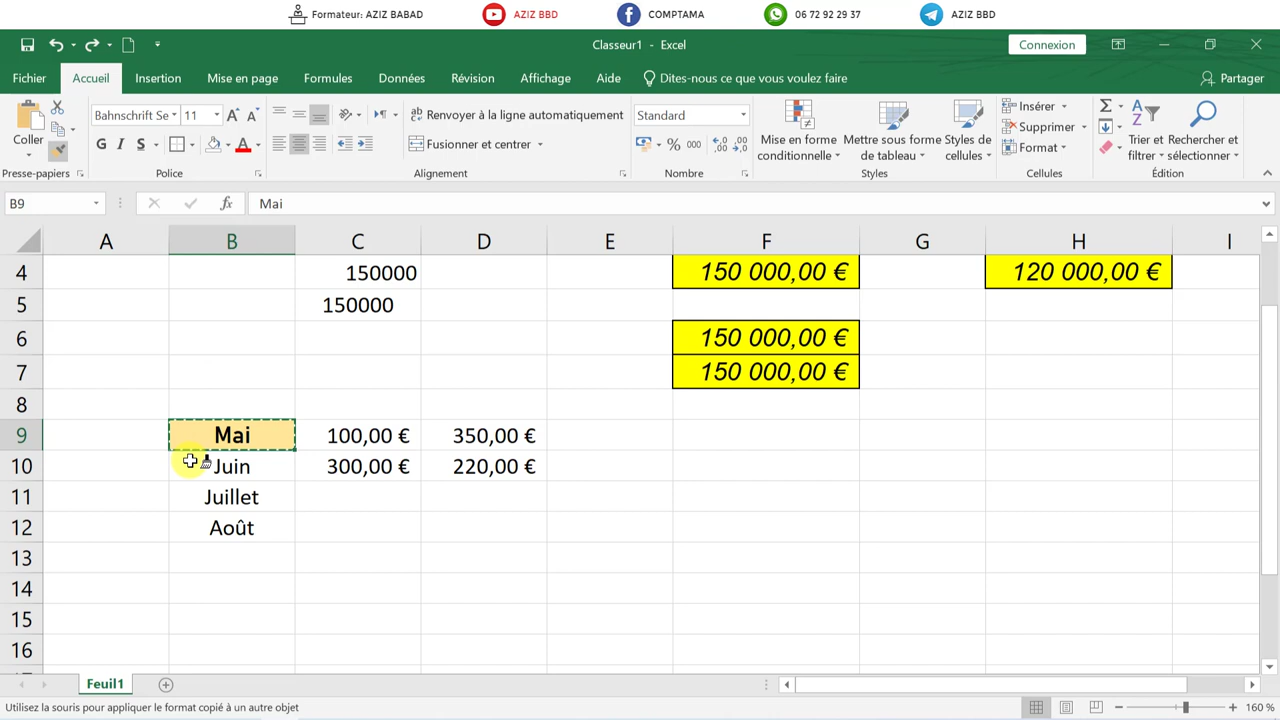 Formateur: AZIZ BABAD AZIZ BBD COMPTAMA 06 72 92 29 37 AZIZ BBD
Classeur1 - Excel Connexion
Fichier Accueil Insertion Mise en page Formules Données Révision Affichage Aide Dites-nous ce que vous voulez faire Partager
Coller Bahnschrift Se 11 Renvoyer à la ligne automatiquement Standard Mise en forme conditionnelle Mettre sous forme de tableau Styles de cellules Insérer Trier et filtrer Rechercher et sélectionner
G I S A Fusionner et centrer % 000 Supprimer
Format
Presse-papiers Police Alignement Nombre Styles Cellules Édition
B9 fx Mai
A B C D E F G H I
4 150000 150 000,00 € 120 000,00 €
5 150000
6 150 000,00 €
7 150 000,00 €
8
9 Mai 100,00 € 350,00 €
10 Juin 300,00 € 220,00 €
11 Juillet
12 Août
13
14
15
16
Feuil1
Utilisez la souris pour appliquer le format copié à un autre objet 160 %